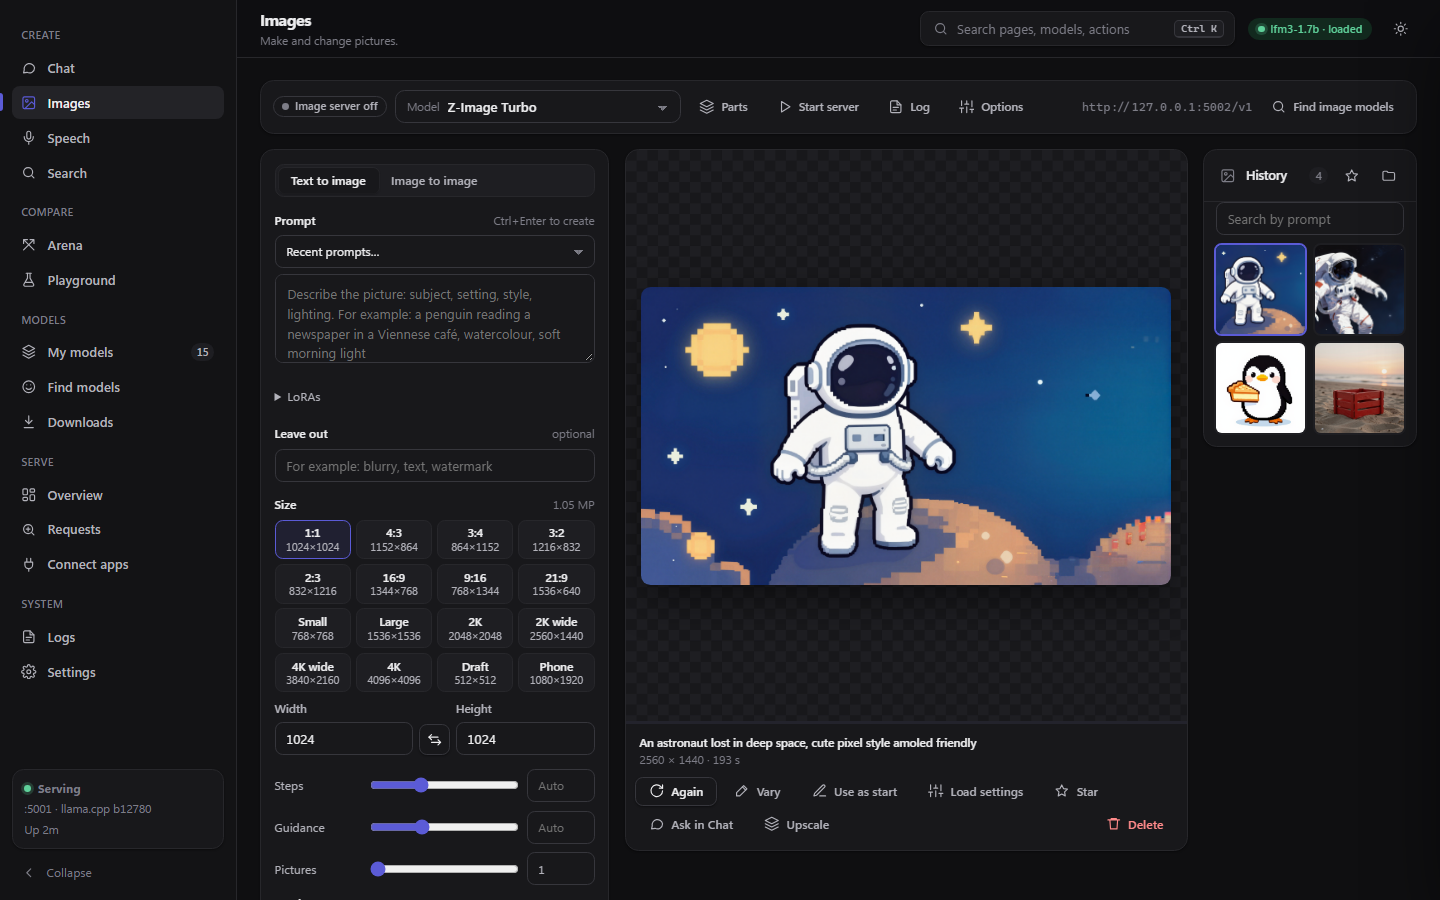 CREATE
Chat
Images
Speech
Search
COMPARE
Arena
Playground
MODELS
My models 15
Find models
Downloads
SERVE
Overview
Requests
Connect apps
SYSTEM
Logs
Settings
Serving
:5001 · llama.cpp b12780
Up 2m
Collapse
Images
Make and change pictures.
Search pages, models, actions Ctrl K
lfm3-1.7b · loaded
Image server off
Model Z-Image Turbo
Parts
Start server
Log
Options
http://127.0.0.1:5002/v1
Find image models
Text to image Image to image
Prompt Ctrl+Enter to create
Recent prompts...
Describe the picture: subject, setting, style,
lighting. For example: a penguin reading a
newspaper in a Viennese café, watercolour, soft
morning light
LoRAs
Leave out optional
For example: blurry, text, watermark
Size 1.05 MP
1:1 4:3 3:4 3:2
1024×1024 1152×864 864×1152 1216×832
2:3 16:9 9:16 21:9
832×1216 1344×768 768×1344 1536×640
Small Large 2K 2K wide
768×768 1536×1536 2048×2048 2560×1440
4K wide 4K Draft Phone
3840×2160 4096×4096 512×512 1080×1920
Width Height
1024 1024
Steps Auto
Guidance Auto
Pictures 1
An astronaut lost in deep space, cute pixel style amoled friendly
2560 × 1440 · 193 s
Again Vary Use as start Load settings Star
Ask in Chat Upscale Delete
History 4
Search by prompt